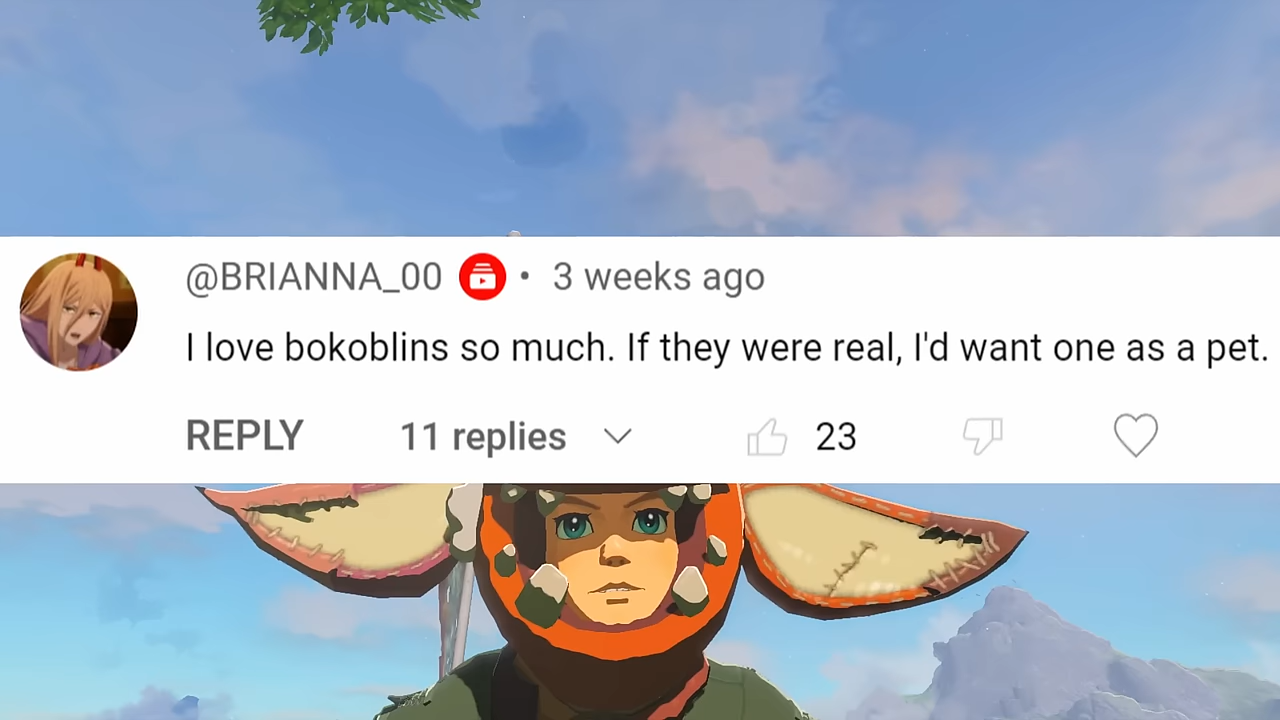 @BRIANNA_00 • 3 weeks ago
I love bokoblins so much. If they were real, I'd want one as a pet.
REPLY 11 replies 23